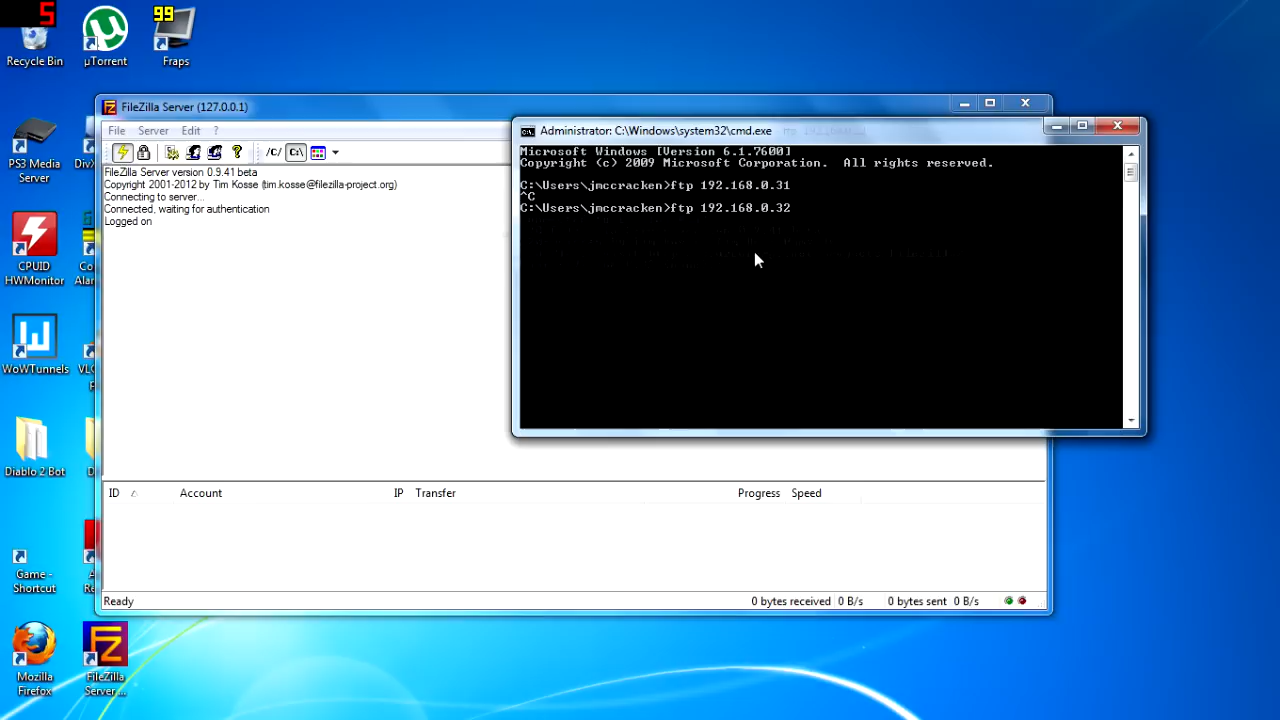 5
99
Recycle Bin
µTorrent
Fraps
PS3 Media
Server
DivX
CPUID
HWMonitor
Co
Alar
WoWTunnels
VLC
Diablo 2 Bot
D
Game -
Shortcut
A
Re
Mozilla
Firefox
FileZilla
Server...
FileZilla Server (127.0.0.1)
File Server Edit ?
/C/ C:\
FileZilla Server version 0.9.41 beta
Copyright 2001-2012 by Tim Kosse (tim.kosse@filezilla-project.org)
Connecting to server...
Connected, waiting for authentication
Logged on
ID Account IP Transfer Progress Speed
Ready 0 bytes received 0 B/s 0 bytes sent 0 B/s
Administrator: C:\Windows\system32\cmd.exe
Microsoft Windows [Version 6.1.7600]
Copyright (c) 2009 Microsoft Corporation. All rights reserved.
C:\Users\jmccracken>ftp 192.168.0.31
^C
C:\Users\jmccracken>ftp 192.168.0.32